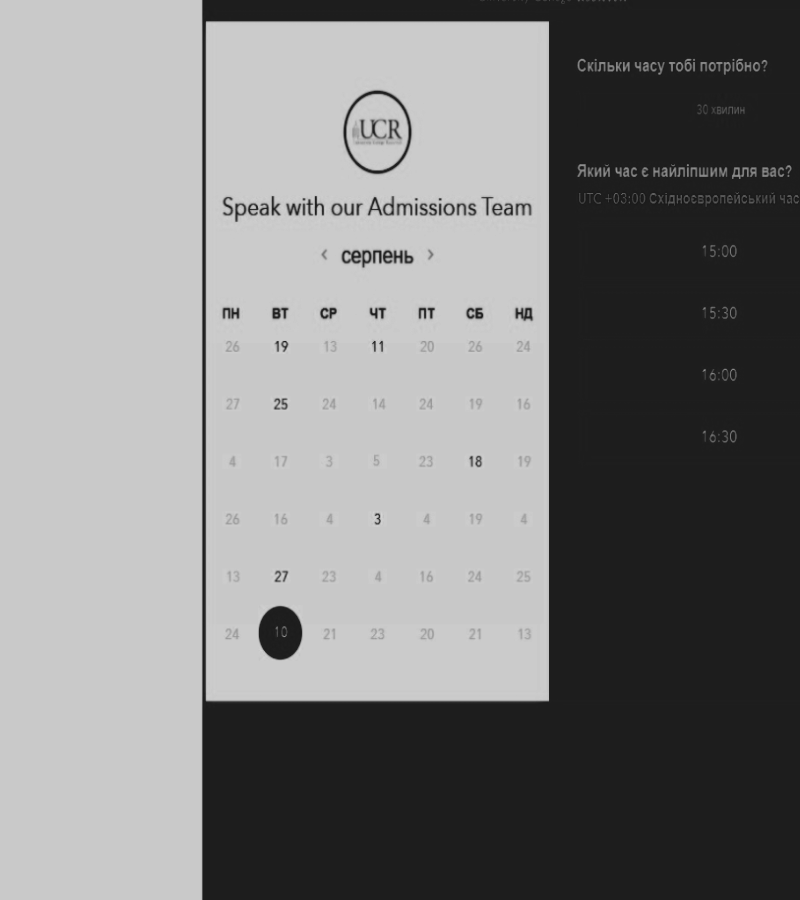 UCR
Speak with our Admissions Team
< серпень >
ПН ВТ СР ЧТ ПТ СБ НД
26 19 13 11 20 26 24
27 25 24 14 24 19 16
4 17 3 5 23 18 19
26 16 4 3 4 19 4
13 27 23 4 16 24 25
24 10 21 23 20 21 13
Скільки часу тобі потрібно?
30 хвилин
Який час є найліпшим для вас?
UTC +03:00 Східноєвропейський час
15:00
15:30
16:00
16:30